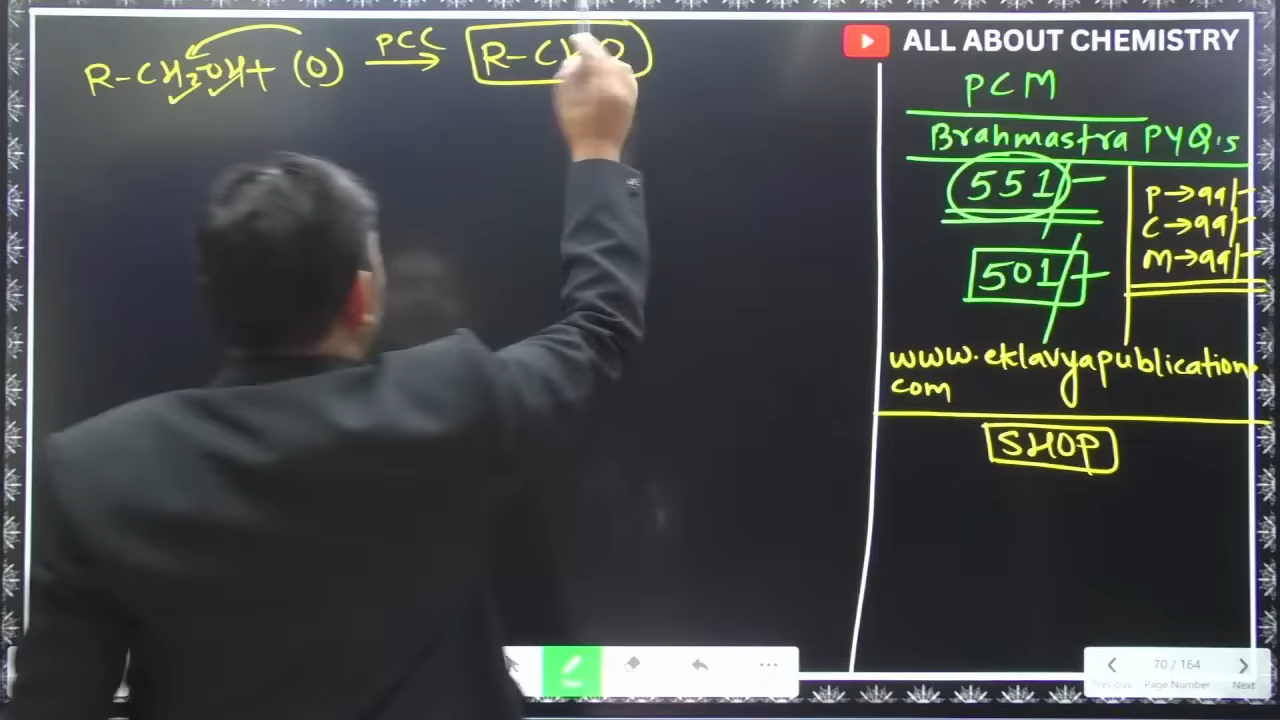 R-CH₂OH + (O) PCC → R-CHO
ALL ABOUT CHEMISTRY
PCM
Brahmastra PYQ's
551/-
501/-
P→99/-
C→99/-
M→99/-
www.eklavyapublication.
com
SHOP
70 / 164
Previous Page Number Next